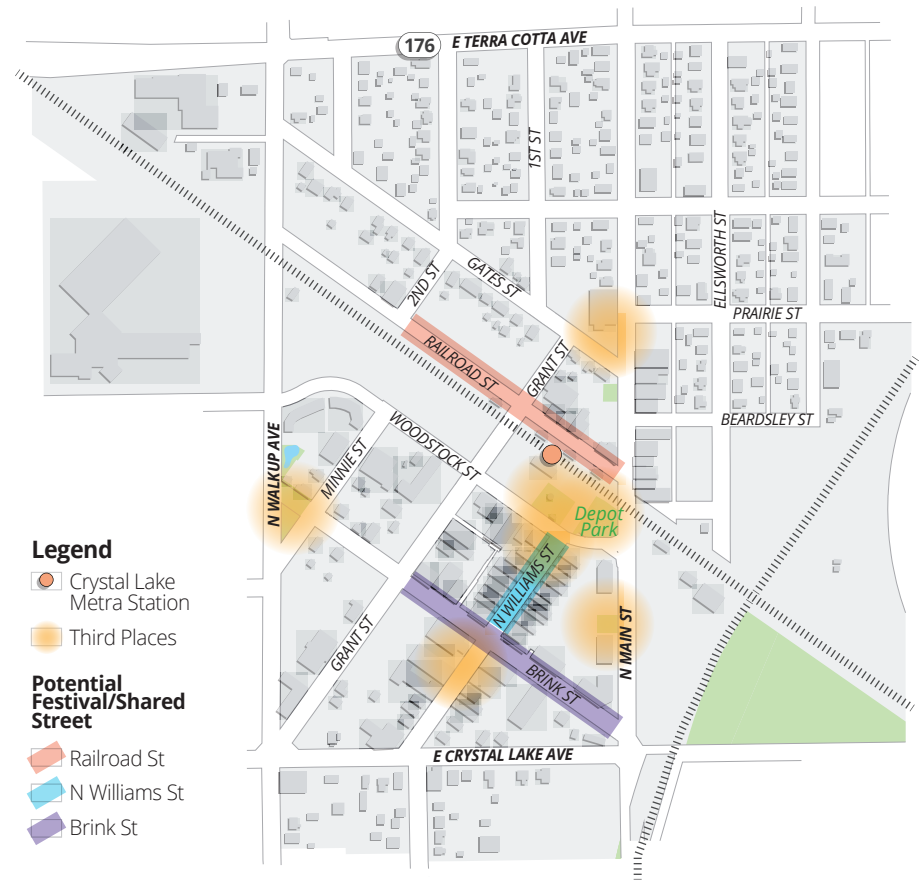 176
E TERRA COTTA AVE
1ST ST
ELLSWORTH ST
2ND ST
GATES ST
PRAIRIE ST
RAILROAD ST
GRANT ST
BEARDSLEY ST
N WALKUP AVE
MINNIE ST
WOODSTOCK ST
Depot
Park
N WILLIAMS ST
GRANT ST
N MAIN ST
BRINK ST
E CRYSTAL LAKE AVE
Legend
Crystal Lake
Metra Station
Third Places
Potential
Festival/Shared
Street
Railroad St
N Williams St
Brink St